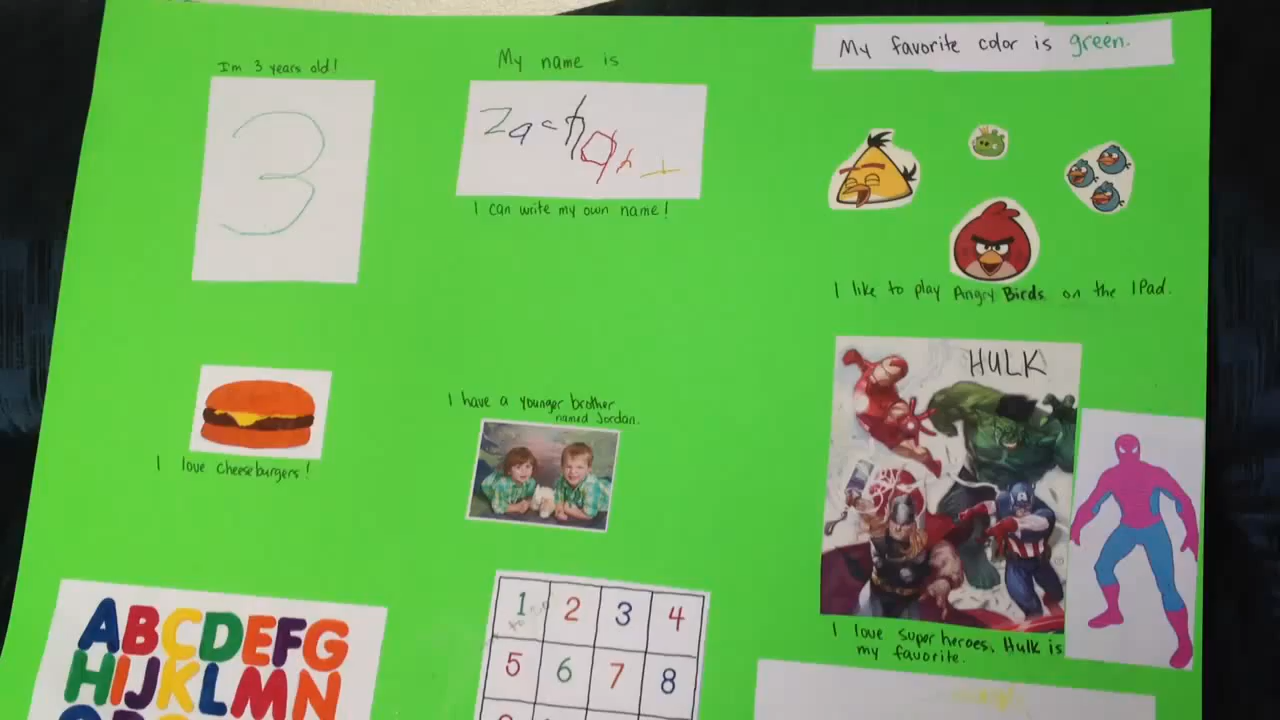 I'm 3 years old!
3
My name is
Zachary
I can write my own name!
My favorite color is green.
I like to play Angry Birds on the IPad.
I love cheeseburgers!
I have a younger brother
named Jordan.
HULK
I love super heroes, Hulk is
my favorite.
ABCDEFG
HIJKLMN
1 2 3 4
5 6 7 8